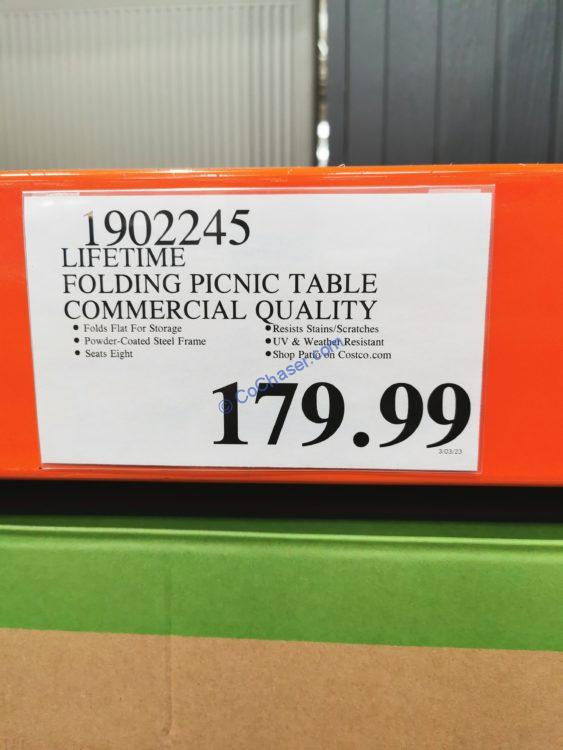 1902245
LIFETIME
FOLDING PICNIC TABLE
COMMERCIAL QUALITY
• Folds Flat For Storage
• Powder-Coated Steel Frame
• Seats Eight
• Resists Stains/Scratches
• UV & Weather Resistant
• Shop Patio on Costco.com
© CoChaser.com
179.99
3/03/23